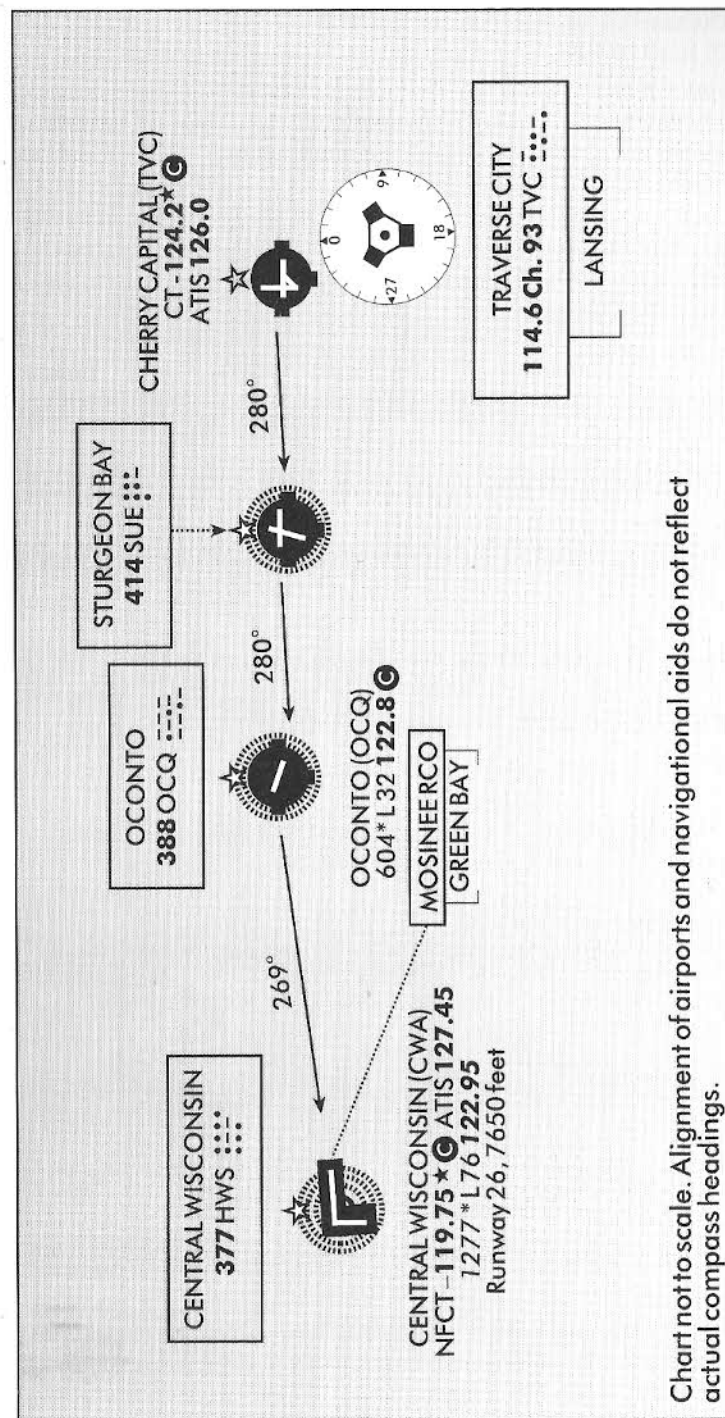 CENTRAL WISCONSIN
377 HWS
OCONTO
388 OCQ
STURGEON BAY
414 SUE
CHERRY CAPITAL (TVC)
CT - 124.2* C
ATIS 126.0
269°
280°
280°
0
9
18
27
CENTRAL WISCONSIN (CWA)
NFCT - 119.75 * C ATIS 127.45
1277 * L 76 122.95
Runway 26, 7650 feet
OCONTO (OCQ)
604 * L 32 122.8 C
MOSINEE RCO
GREEN BAY
TRAVERSE CITY
114.6 Ch. 93 TVC
LANSING
Chart not to scale. Alignment of airports and navigational aids do not reflect
actual compass headings.